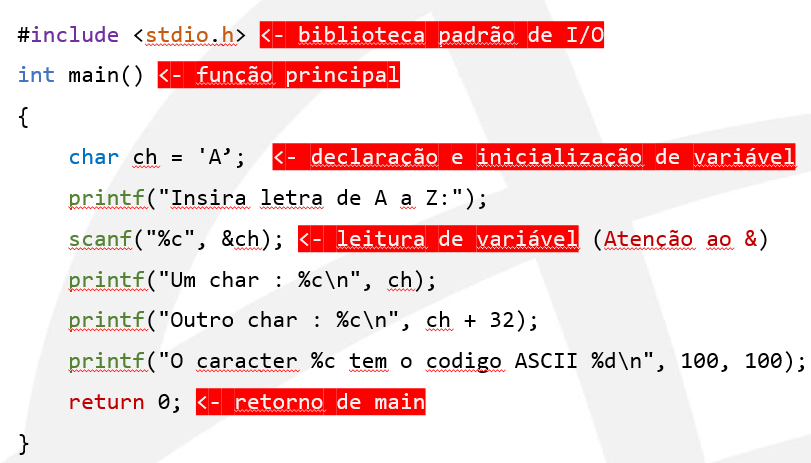 #include <stdio.h> <- biblioteca padrão de I/O
int main() <- função principal
{
char ch = 'A’; <- declaração e inicialização de variável
printf("Insira letra de A a Z:");
scanf("%c", &ch); <- leitura de variável (Atenção ao &)
printf("Um char : %c\n", ch);
printf("Outro char : %c\n", ch + 32);
printf("O caracter %c tem o codigo ASCII %d\n", 100, 100);
return 0; <- retorno de main
}